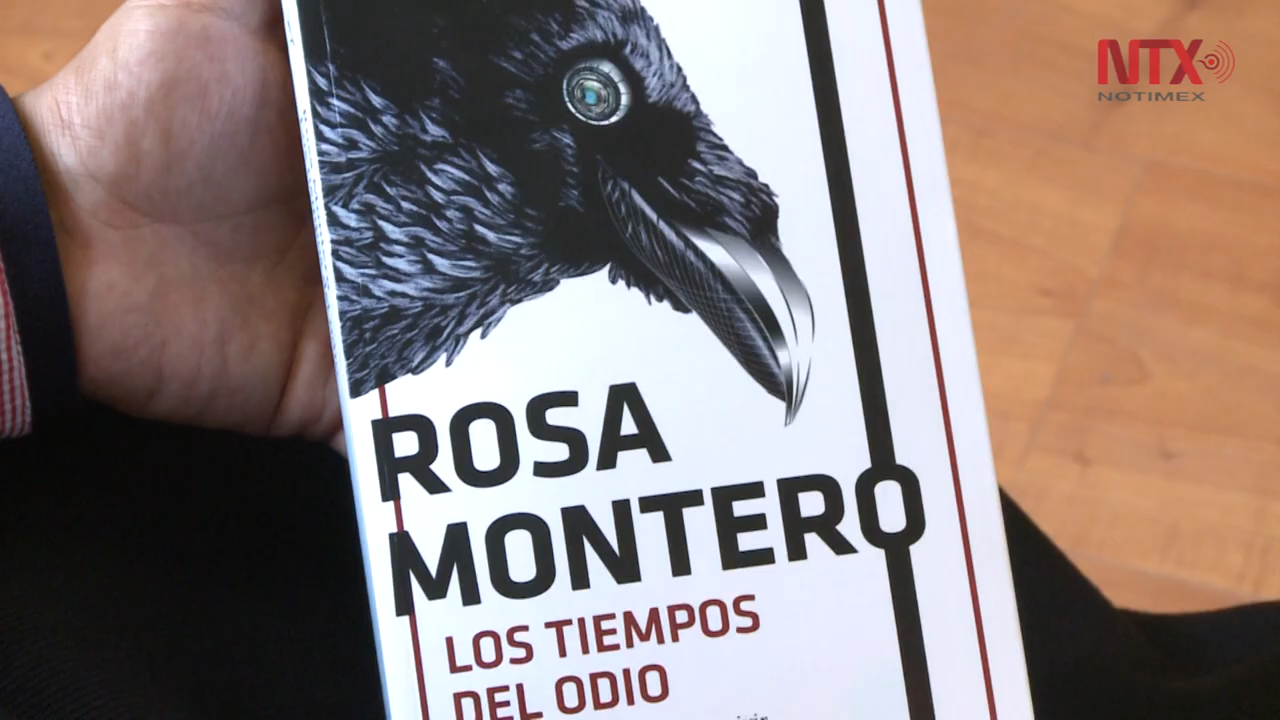 NTX
NOTIMEX
ROSA
MONTERO
LOS TIEMPOS
DEL ODIO